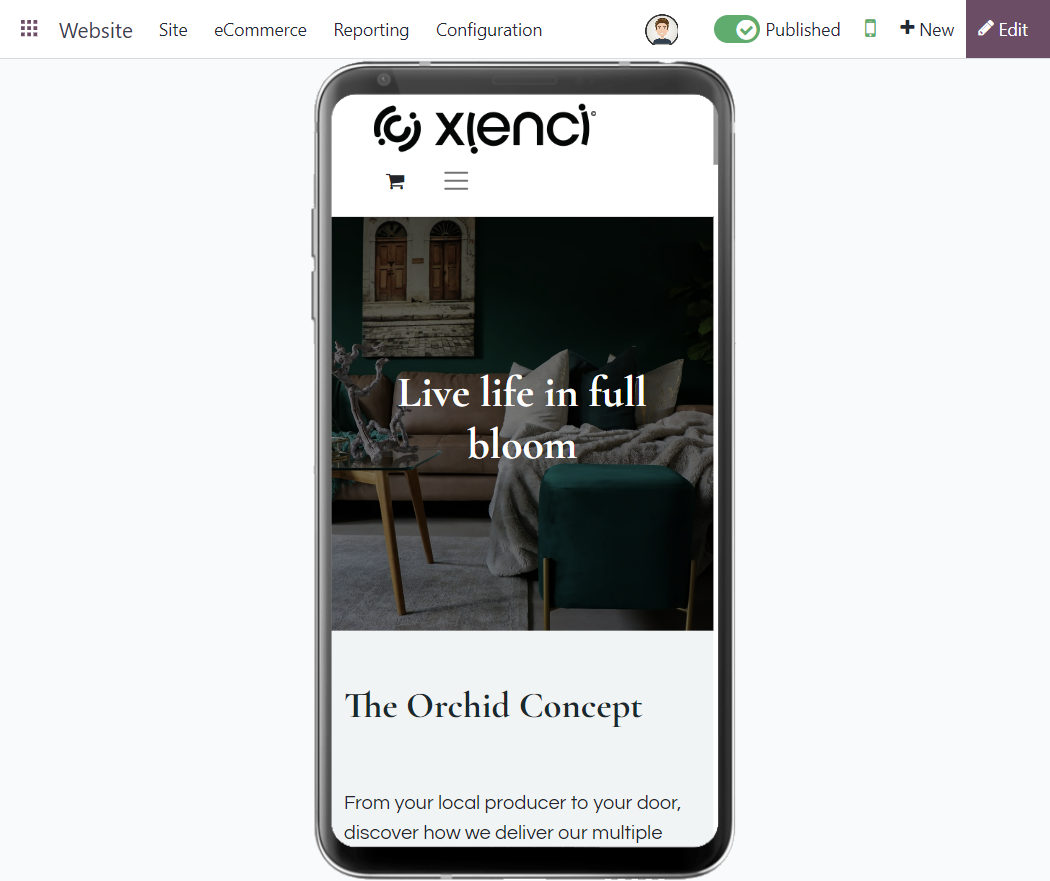 Website Site eCommerce Reporting Configuration Published New Edit
xienci
Live life in full
bloom
The Orchid Concept
From your local producer to your door,
discover how we deliver our multiple